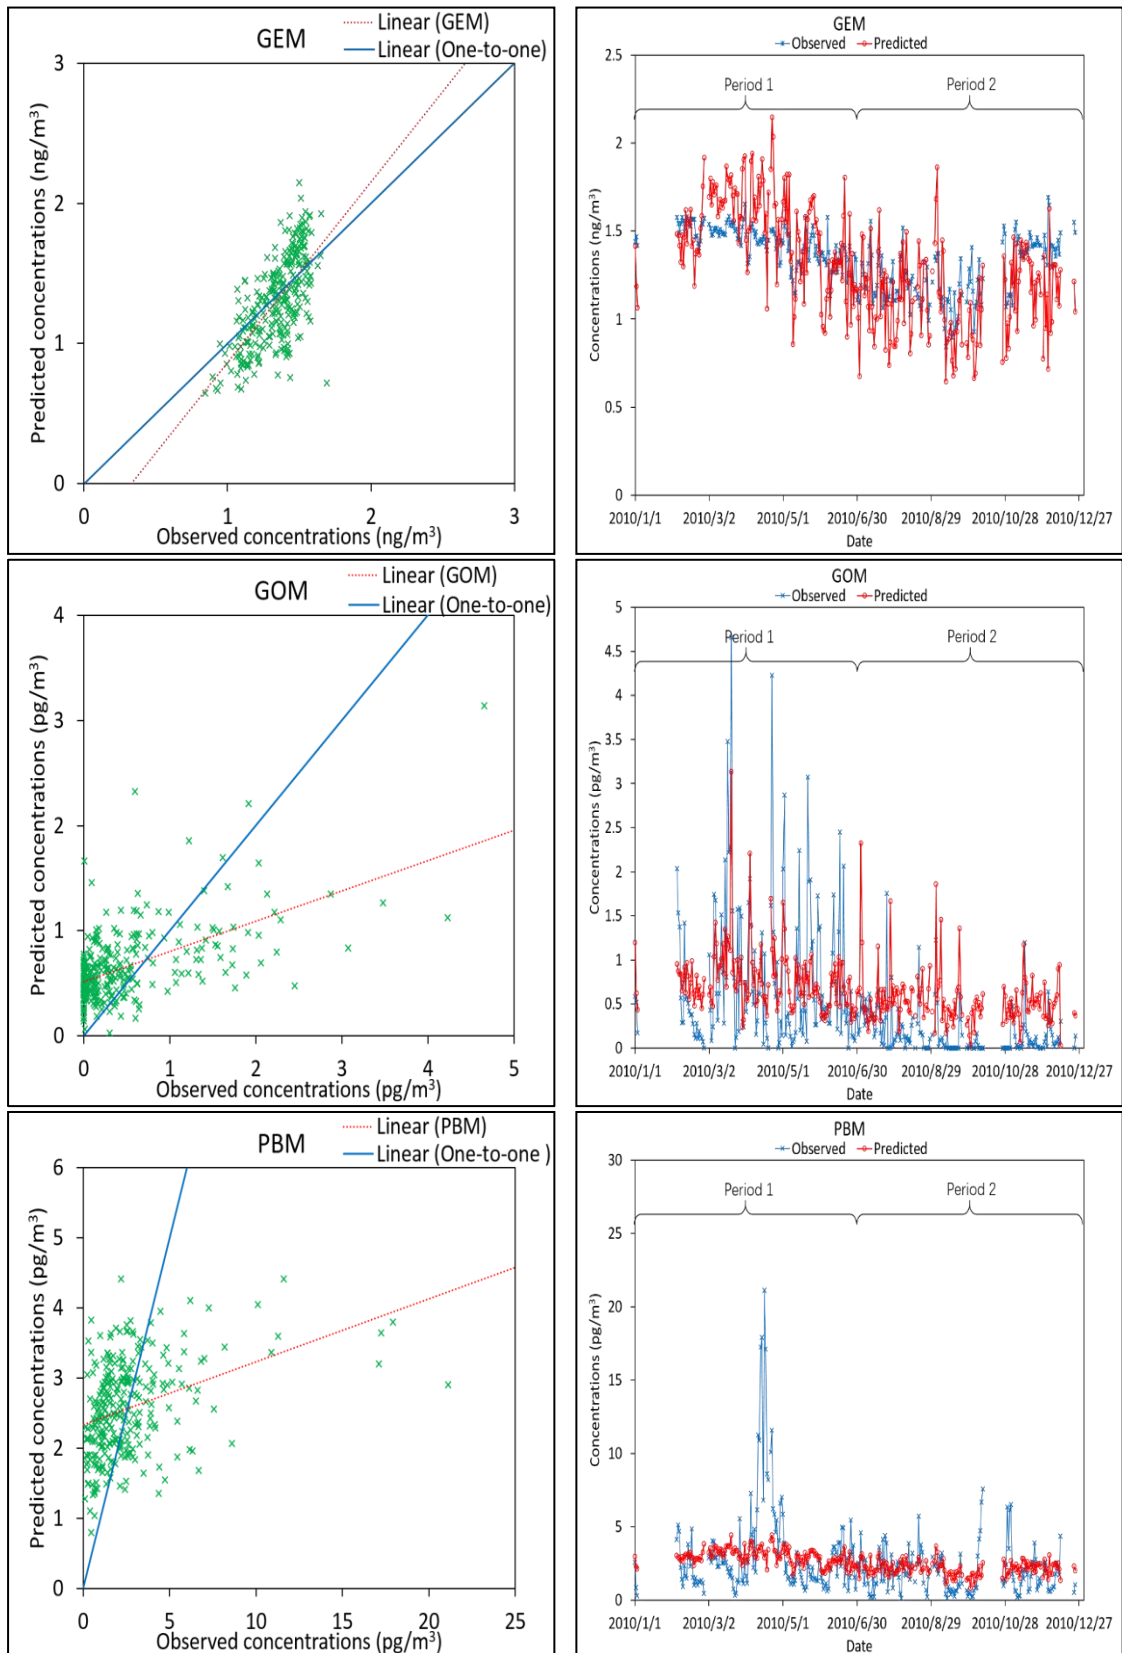 GEM
Linear (GEM)
Linear (One-to-one)
Predicted concentrations (ng/m³)
3
2
1
0
0 1 2 3
Observed concentrations (ng/m³)
GEM
Observed Predicted
Period 1 Period 2
Concentrations (ng/m³)
2.5
2
1.5
1
0.5
0
2010/1/1 2010/3/2 2010/5/1 2010/6/30 2010/8/29 2010/10/28 2010/12/27
Date
GOM
Linear (GOM)
Linear (One-to-one)
Predicted concentrations (pg/m³)
4
3
2
1
0
0 1 2 3 4 5
Observed concentrations (pg/m³)
GOM
Observed Predicted
Period 1 Period 2
Concentrations (pg/m³)
5
4.5
4
3.5
3
2.5
2
1.5
1
0.5
0
2010/1/1 2010/3/2 2010/5/1 2010/6/30 2010/8/29 2010/10/28 2010/12/27
Date
PBM
Linear (PBM)
Linear (One-to-one )
Predicted concentrations (pg/m³)
6
5
4
3
2
1
0
0 5 10 15 20 25
Observed concentrations (pg/m³)
PBM
Observed Predicted
Period 1 Period 2
Concentrations (pg/m³)
30
25
20
15
10
5
0
2010/1/1 2010/3/2 2010/5/1 2010/6/30 2010/8/29 2010/10/28 2010/12/27
Date